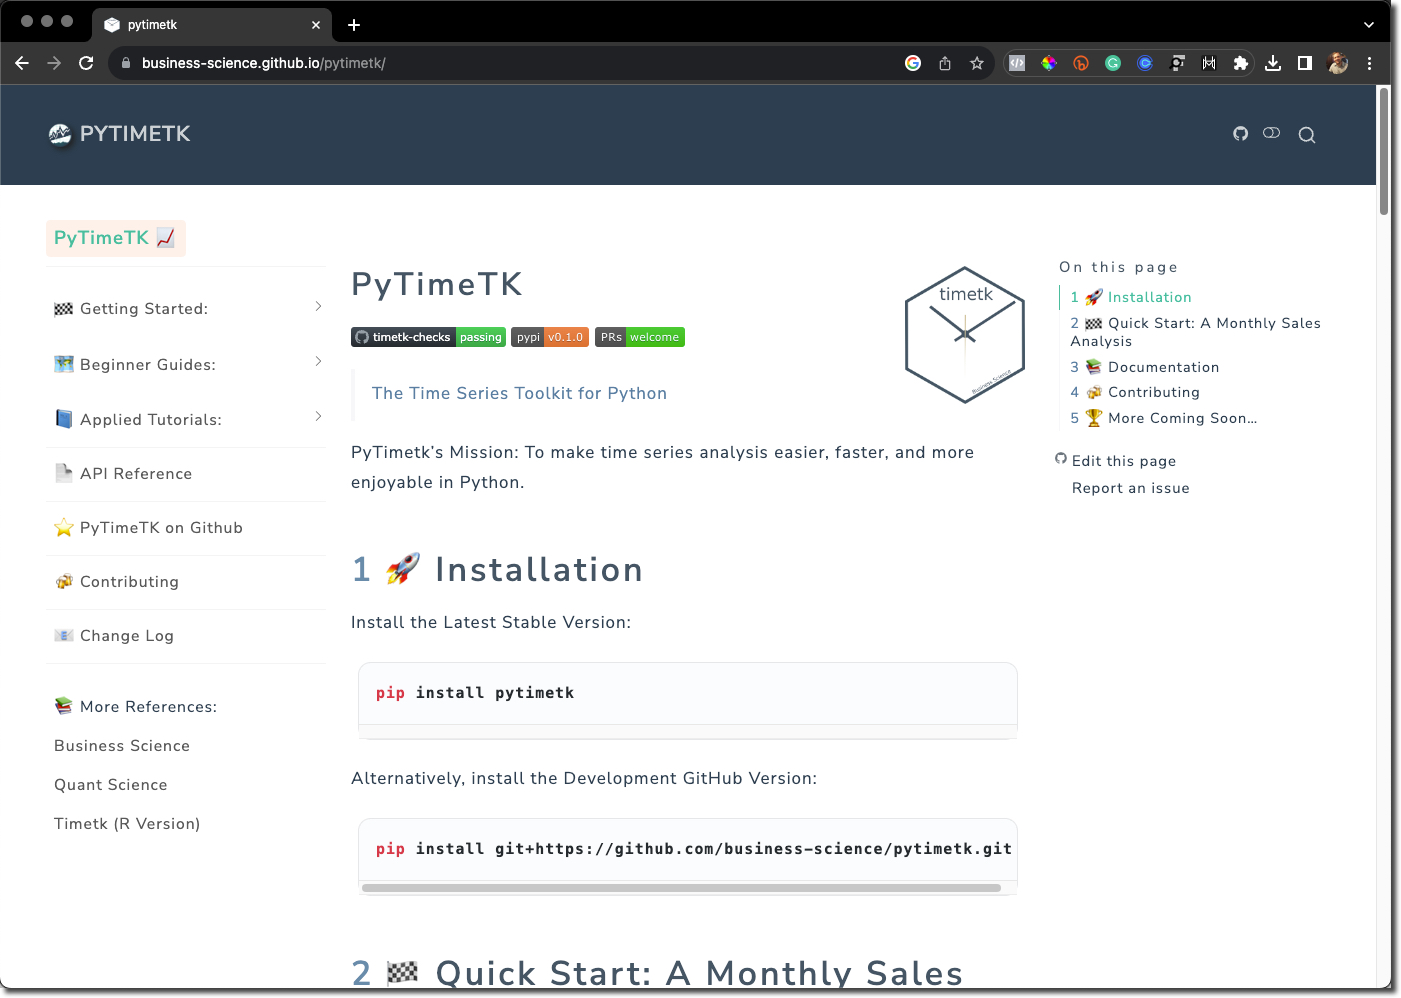 pytimetk
business-science.github.io/pytimetk/
PYTIMETK
PyTimeTK
Getting Started:
Beginner Guides:
Applied Tutorials:
API Reference
PyTimeTK on Github
Contributing
Change Log
More References:
Business Science
Quant Science
Timetk (R Version)
PyTimeTK
timetk-checks passing pypi v0.1.0 PRs welcome
The Time Series Toolkit for Python
timetk
Business Science
PyTimetk’s Mission: To make time series analysis easier, faster, and more
enjoyable in Python.
1 Installation
Install the Latest Stable Version:
pip install pytimetk
Alternatively, install the Development GitHub Version:
pip install git+https://github.com/business-science/pytimetk.git
2 Quick Start: A Monthly Sales
On this page
1 Installation
2 Quick Start: A Monthly Sales
Analysis
3 Documentation
4 Contributing
5 More Coming Soon…
Edit this page
Report an issue